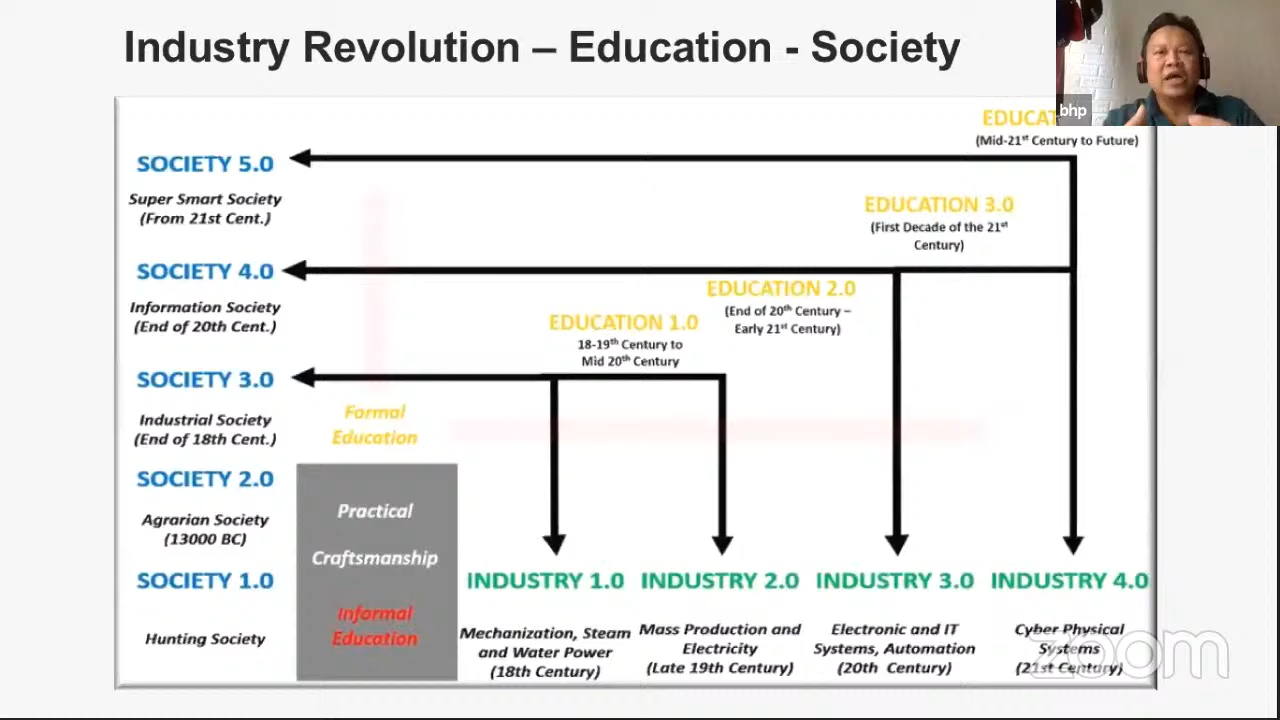 Industry Revolution – Education - Society
bhp
(Mid-21st Century to Future)
SOCIETY 5.0
Super Smart Society
(From 21st Cent.)
EDUCATION 3.0
(First Decade of the 21st
Century)
SOCIETY 4.0
Information Society
(End of 20th Cent.)
EDUCATION 2.0
(End of 20th Century –
Early 21st Century)
EDUCATION 1.0
18-19th Century to
Mid 20th Century
SOCIETY 3.0
Industrial Society
(End of 18th Cent.)
Formal
Education
SOCIETY 2.0
Agrarian Society
(13000 BC)
Practical
Craftsmanship
Informal
Education
SOCIETY 1.0
Hunting Society
INDUSTRY 1.0
Mechanization, Steam
and Water Power
(18th Century)
INDUSTRY 2.0
Mass Production and
Electricity
(Late 19th Century)
INDUSTRY 3.0
Electronic and IT
Systems, Automation
(20th Century)
INDUSTRY 4.0
Cyber Physical
Systems
(21st Century)
zoom